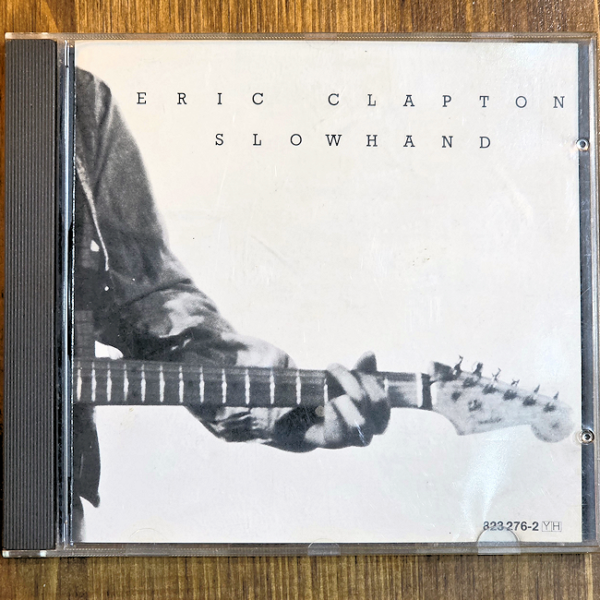 ERIC CLAPTON
SLOWHAND
823 276-2 YH